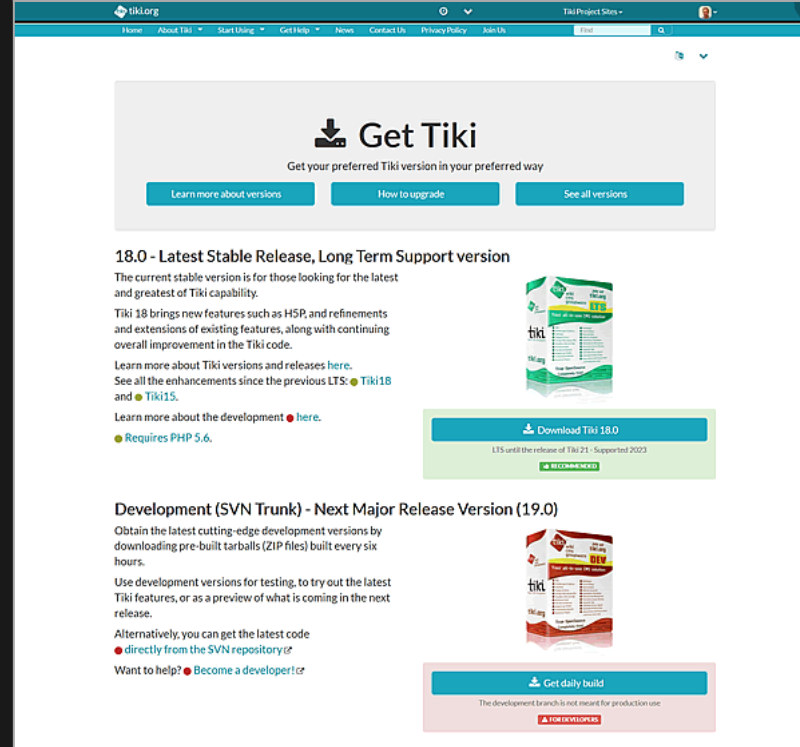 tiki.org
Tiki Project Sites
Home About Tiki Start Using Get Help News Contact Us Privacy Policy Join Us Find
Get Tiki
Get your preferred Tiki version in your preferred way
Learn more about versions How to upgrade See all versions
18.0 - Latest Stable Release, Long Term Support version
The current stable version is for those looking for the latest
and greatest of Tiki capability.
Tiki 18 brings new features such as H5P, and refinements
and extensions of existing features, along with continuing
overall improvement in the Tiki code.
Learn more about Tiki versions and releases here.
See all the enhancements since the previous LTS: Tiki18
and Tiki15.
Learn more about the development here.
Requires PHP 5.6.
LTS
tiki
Download Tiki 18.0
LTS until the release of Tiki 21 - Supported 2023
RECOMMENDED
Development (SVN Trunk) - Next Major Release Version (19.0)
Obtain the latest cutting-edge development versions by
downloading pre-built tarballs (ZIP files) built every six
hours.
Use development versions for testing, to try out the latest
Tiki features, or as a preview of what is coming in the next
release.
Alternatively, you can get the latest code
directly from the SVN repository
Want to help? Become a developer!
DEV
tiki
Get daily build
The development branch is not meant for production use
FOR DEVELOPERS